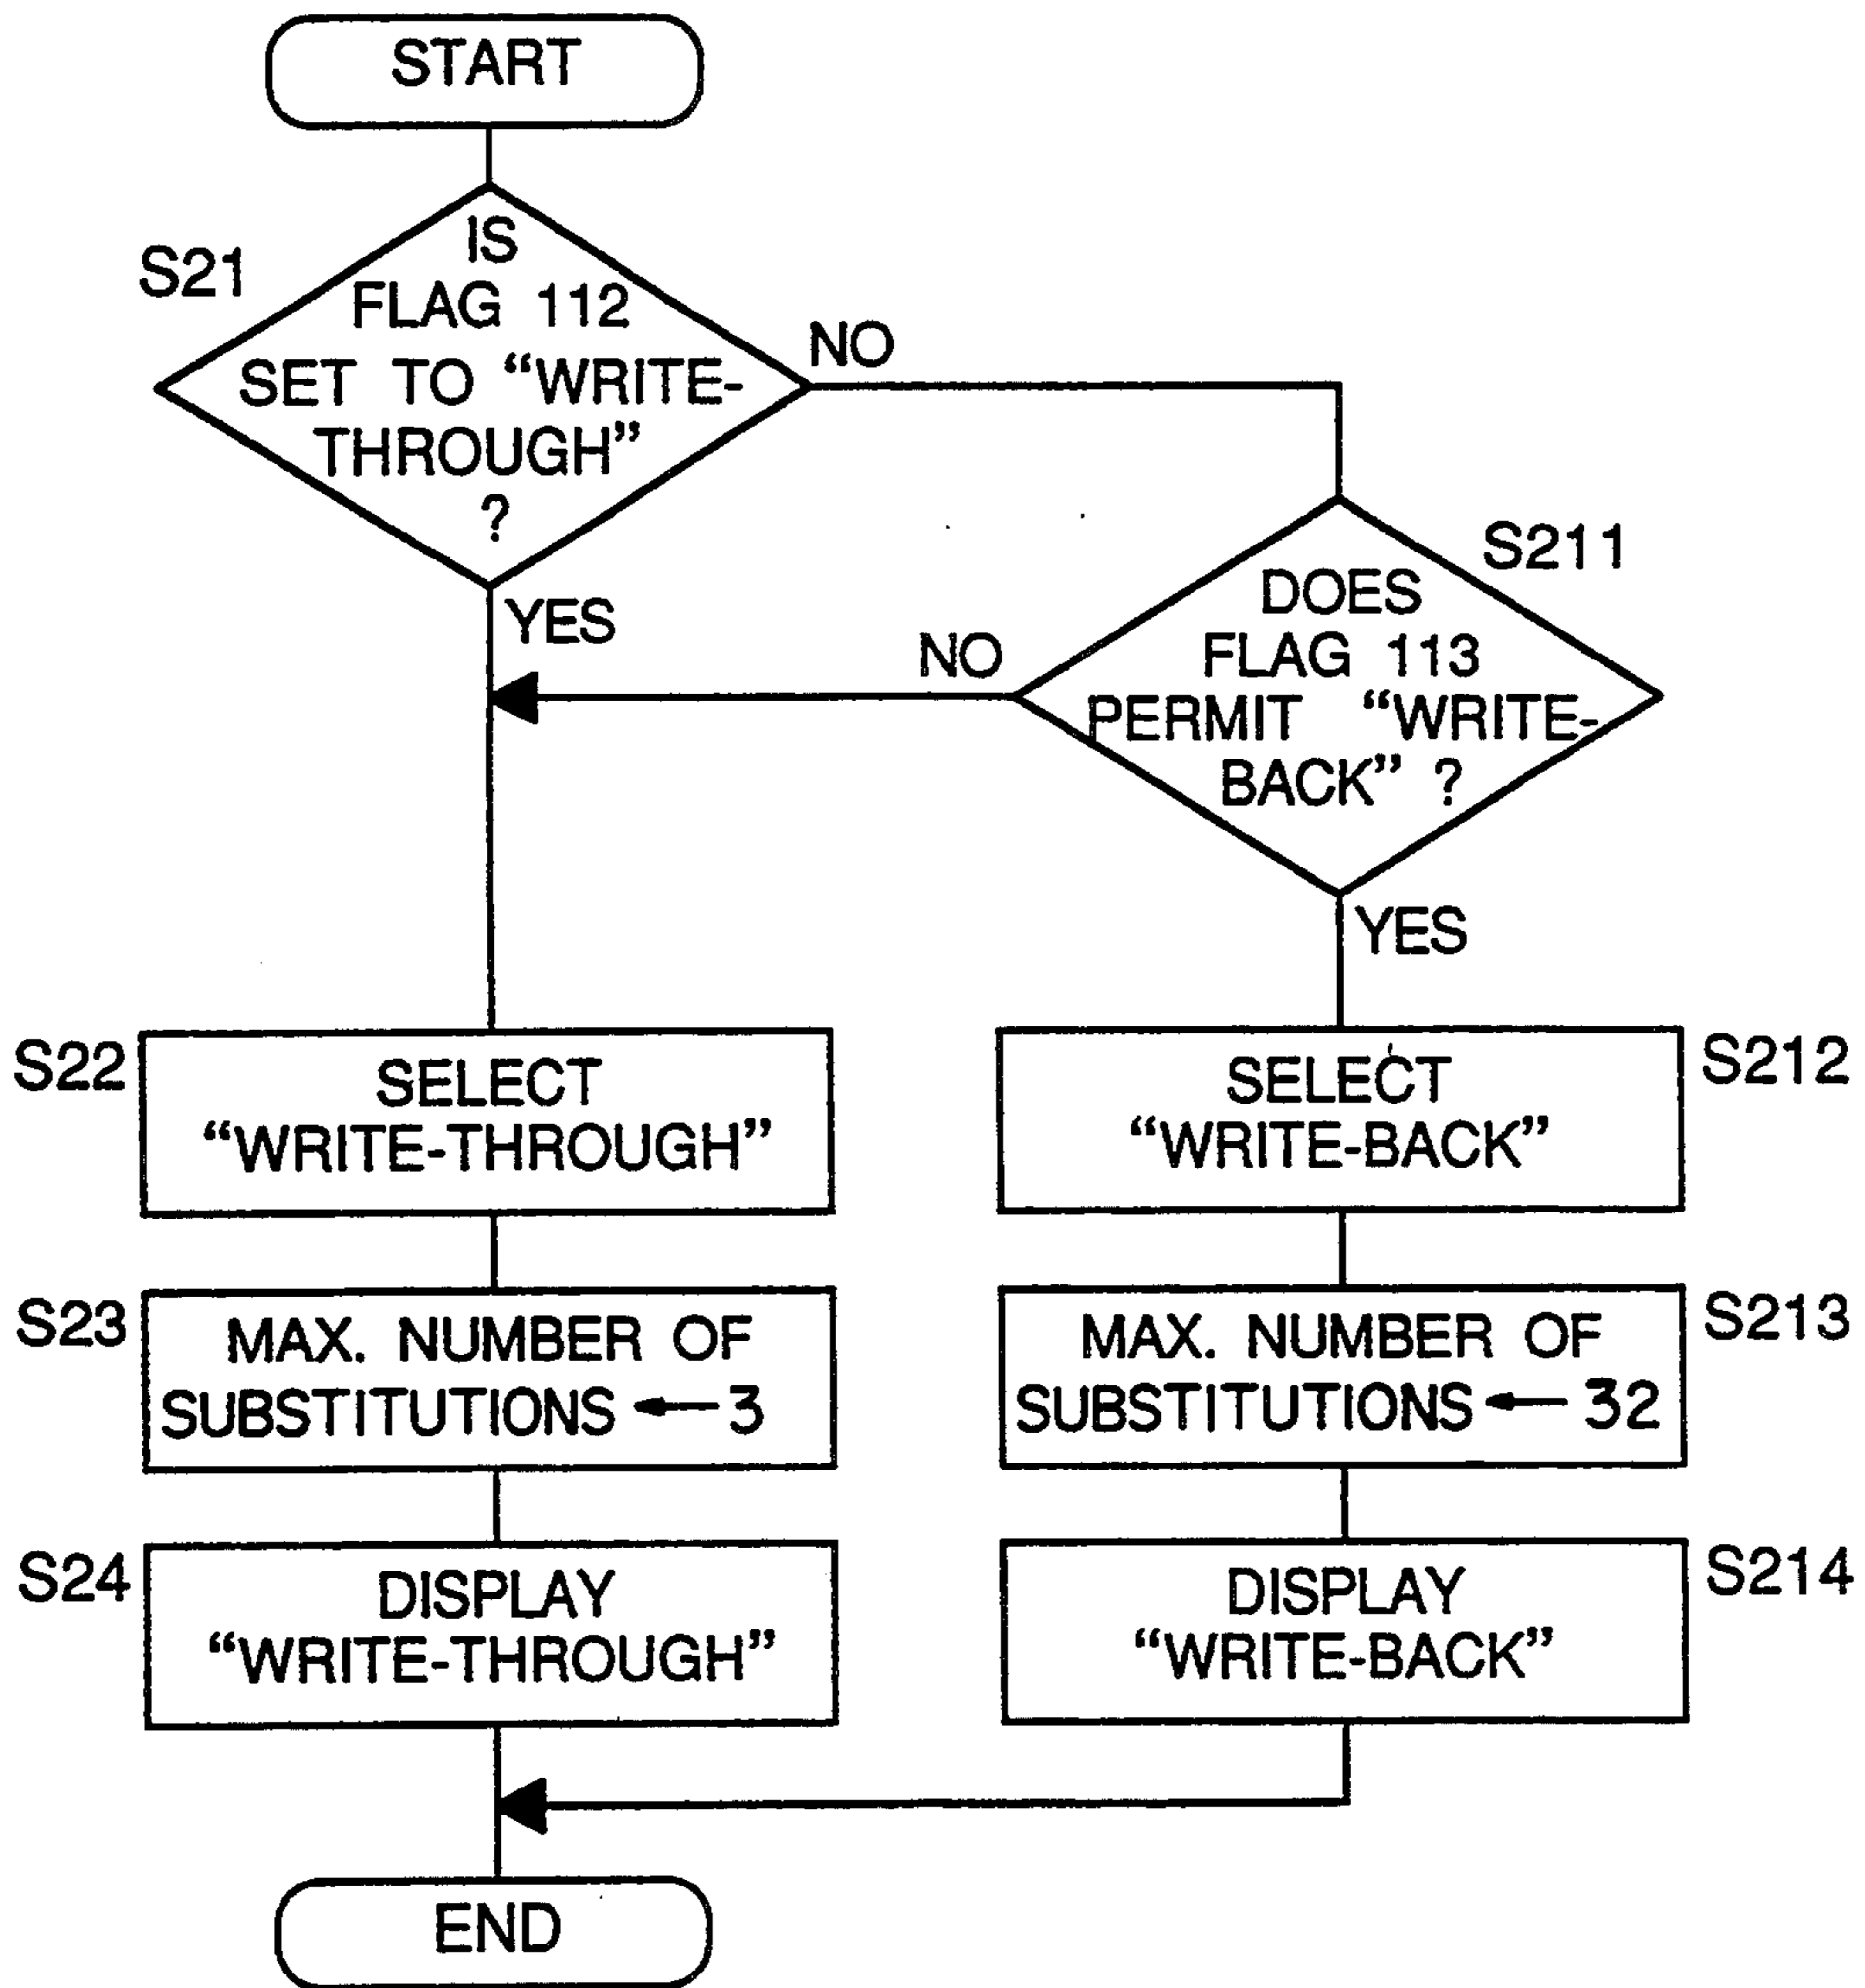 START
S21
IS
FLAG 112
SET TO “WRITE-
THROUGH”
?
NO
YES
S211
DOES
FLAG 113
PERMIT “WRITE-
BACK” ?
NO
YES
S22
SELECT
“WRITE-THROUGH”
S212
SELECT
“WRITE-BACK”
S23
MAX. NUMBER OF
SUBSTITUTIONS ← 3
S213
MAX. NUMBER OF
SUBSTITUTIONS ← 32
S24
DISPLAY
“WRITE-THROUGH”
S214
DISPLAY
“WRITE-BACK”
END